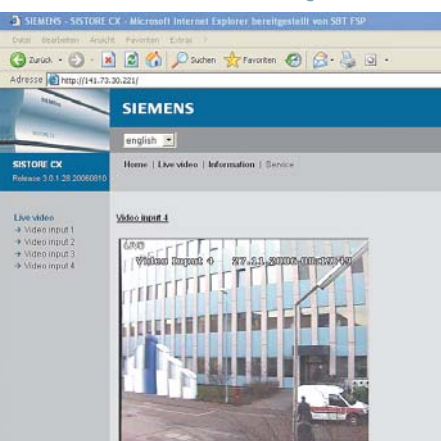 SIEMENS - SISTORE CX - Microsoft Internet Explorer bereitgestellt von SBT FSP
Datei Bearbeiten Ansicht Favoriten Extras ?
Zurück Suchen Favoriten
Adresse http://141.73.30.221/
SIEMENS
english
SISTORE CX
Release 3.0.1.28.20060810
Home | Live video | Information | Service
Live video
Video input 1
Video input 2
Video input 3
Video input 4
Video input 4
LIVE
Video Input 4 27.11.2006